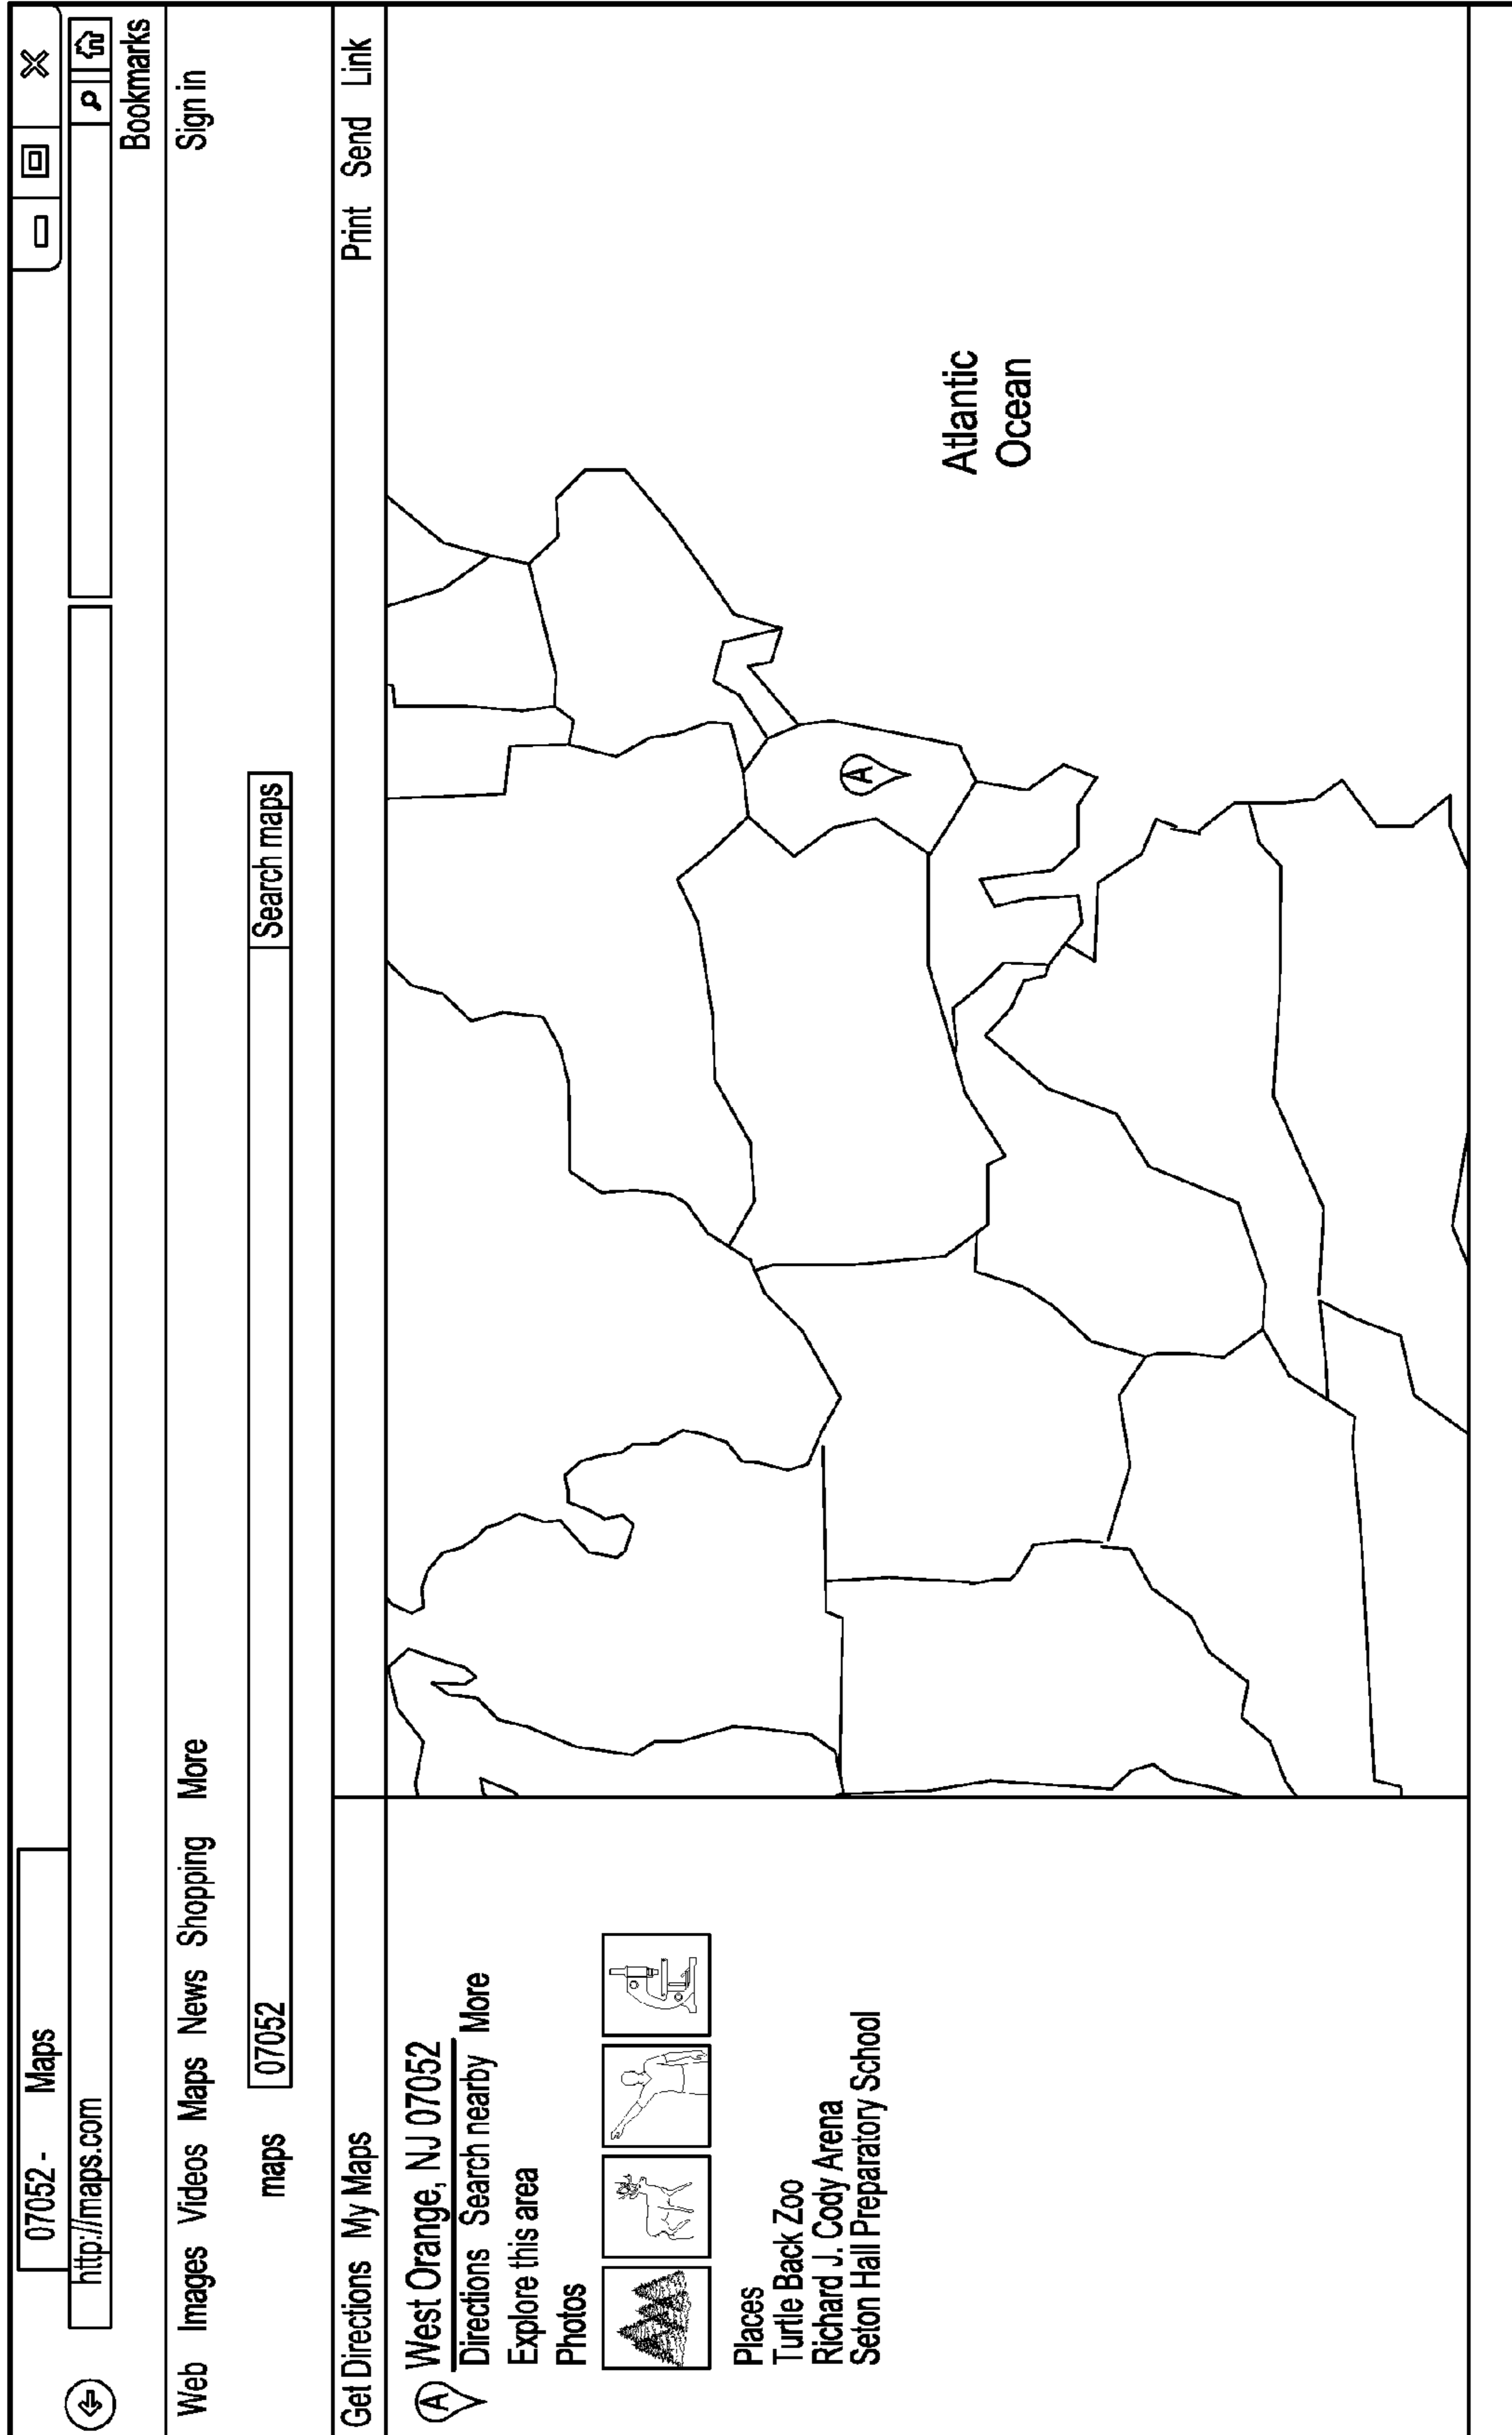 07052 - Maps
http://maps.com
Bookmarks
Web Images Videos Maps News Shopping More
Sign in
maps 07052 Search maps
Get Directions My Maps
Print Send Link
A West Orange, NJ 07052
Directions Search nearby More
Explore this area
Photos
Places
Turtle Back Zoo
Richard J. Cody Arena
Seton Hall Preparatory School
A
Atlantic
Ocean